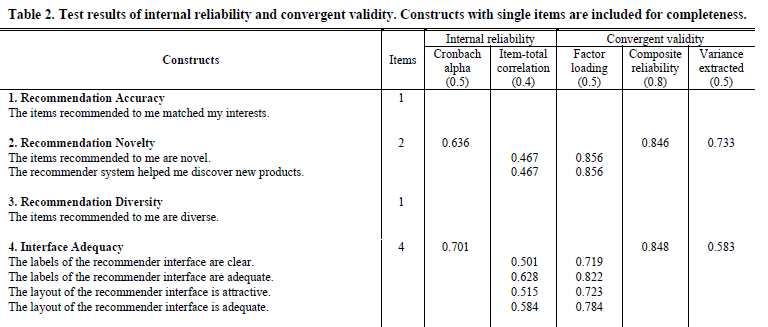 Table 2. Test results of internal reliability and convergent validity. Constructs with single items are included for completeness.
Internal reliability Convergent validity
Constructs Items Cronbach alpha (0.5) Item-total correlation (0.4) Factor loading (0.5) Composite reliability (0.8) Variance extracted (0.5)
1. Recommendation Accuracy 1
The items recommended to me matched my interests.
2. Recommendation Novelty 2 0.636 0.846 0.733
The items recommended to me are novel. 0.467 0.856
The recommender system helped me discover new products. 0.467 0.856
3. Recommendation Diversity 1
The items recommended to me are diverse.
4. Interface Adequacy 4 0.701 0.848 0.583
The labels of the recommender interface are clear. 0.501 0.719
The labels of the recommender interface are adequate. 0.628 0.822
The layout of the recommender interface is attractive. 0.515 0.723
The layout of the recommender interface is adequate. 0.584 0.784